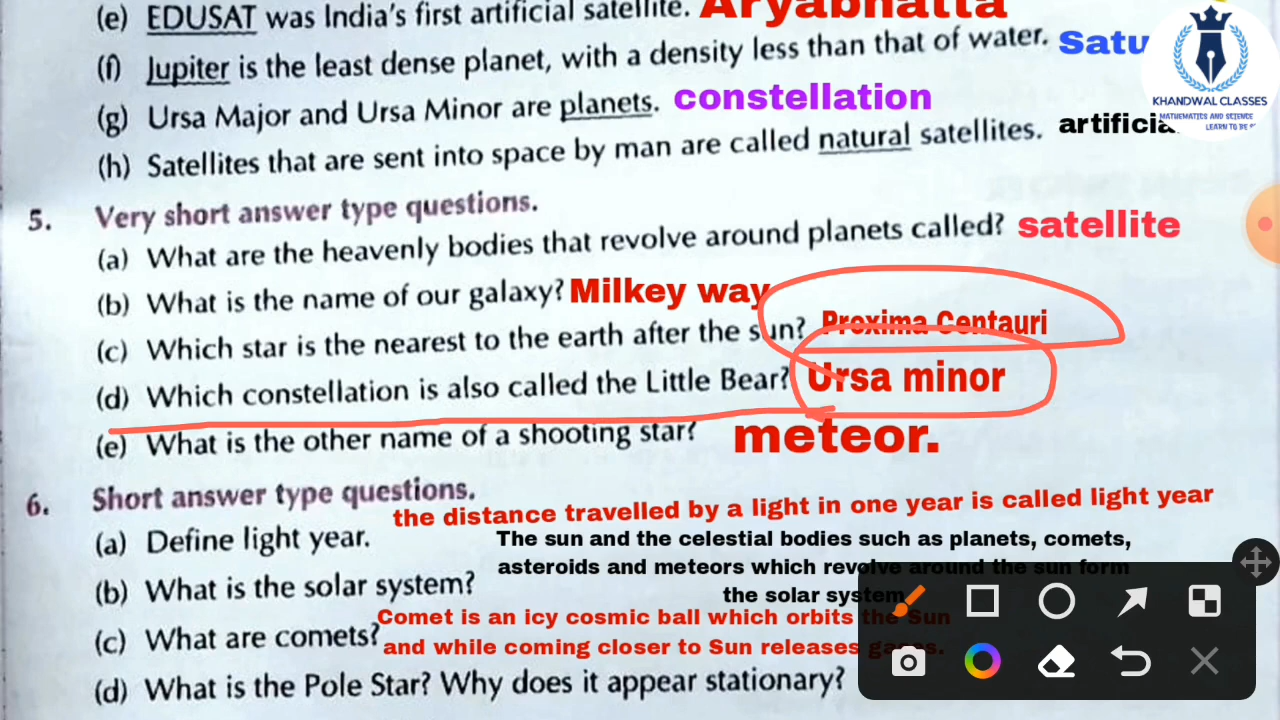 (e) EDUSAT was India's first artificial satellite. Aryabhatta
(f) Jupiter is the least dense planet, with a density less than that of water. Satu
(g) Ursa Major and Ursa Minor are planets. constellation
KHANDWAL CLASSES
MATHEMATICS AND SCIENCE
LEARN TO BE
(h) Satellites that are sent into space by man are called natural satellites. artificia
5. Very short answer type questions.
(a) What are the heavenly bodies that revolve around planets called? satellite
(b) What is the name of our galaxy? Milkey way
(c) Which star is the nearest to the earth after the sun? Proxima Centauri
(d) Which constellation is also called the Little Bear? Ursa minor
(e) What is the other name of a shooting star? meteor.
6. Short answer type questions.
the distance travelled by a light in one year is called light year
(a) Define light year.
The sun and the celestial bodies such as planets, comets,
asteroids and meteors which revolve around the sun form
the solar system
(b) What is the solar system?
Comet is an icy cosmic ball which orbits the Sun
and while coming closer to Sun releases gases.
(c) What are comets?
(d) What is the Pole Star? Why does it appear stationary?